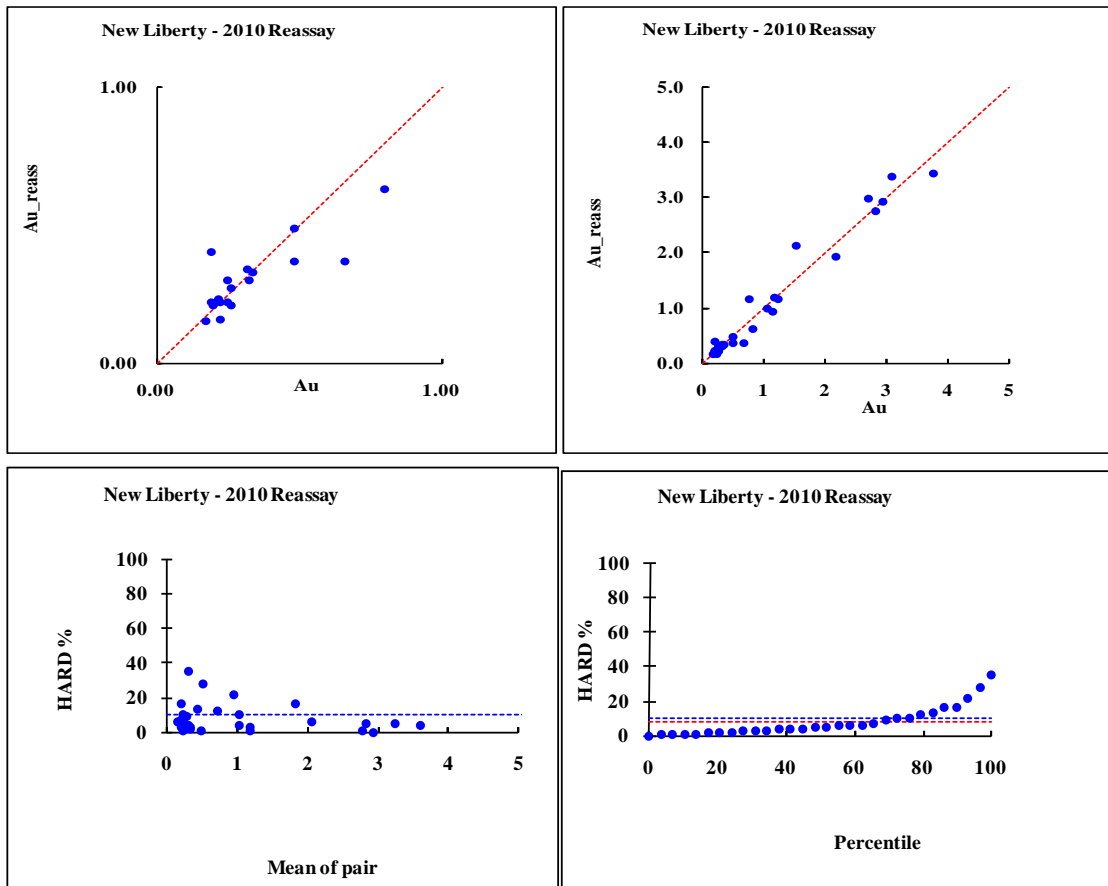 New Liberty - 2010 Reassay
1.00
Au_reass
0.00
0.00
Au
1.00
New Liberty - 2010 Reassay
5.0
4.0
3.0
Au_reass
2.0
1.0
0.0
0 1 2 3 4 5
Au
New Liberty - 2010 Reassay
100
80
60
HARD %
40
20
0
0 1 2 3 4 5
Mean of pair
New Liberty - 2010 Reassay
100
80
60
HARD %
40
20
0
0 20 40 60 80 100
Percentile